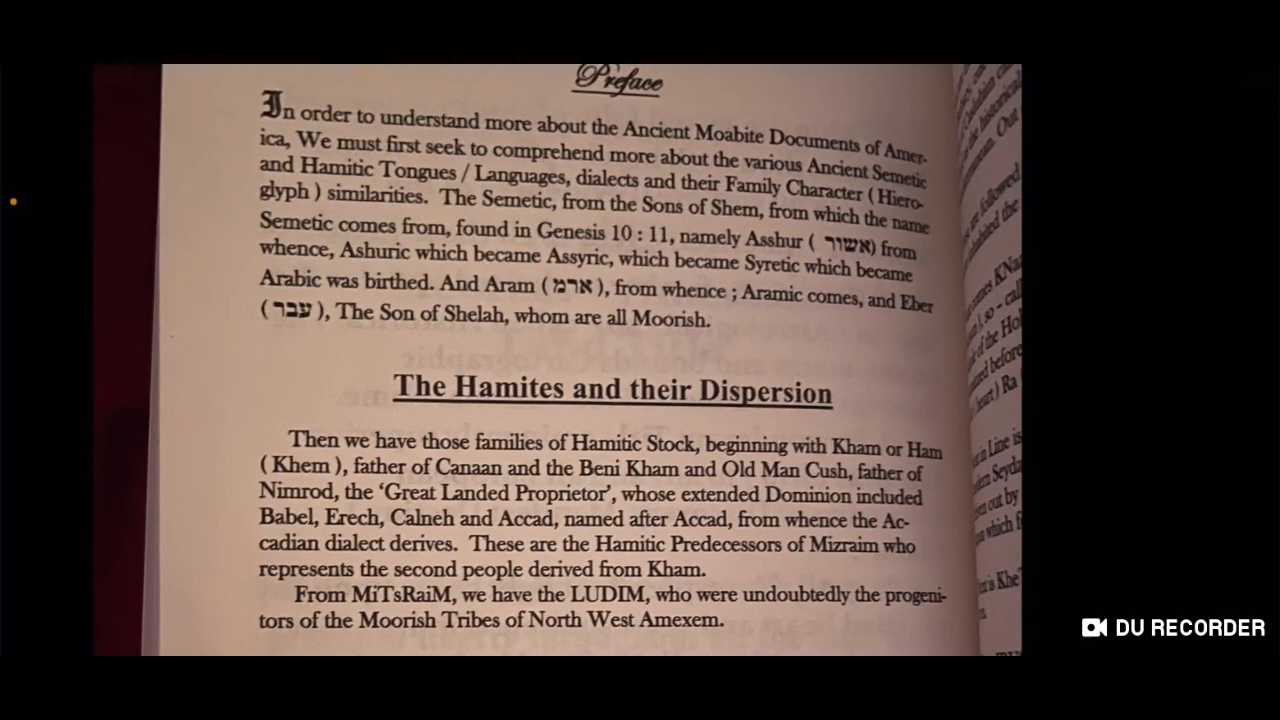 Preface
In order to understand more about the Ancient Moabite Documents of Amer-
ica, We must first seek to comprehend more about the various Ancient Semetic
and Hamitic Tongues / Languages, dialects and their Family Character ( Hiero-
glyph ) similarities. The Semetic, from the Sons of Shem, from which the name
Semetic comes from, found in Genesis 10 : 11, namely Asshur ( אשור) from
whence, Ashuric which became Assyric, which became Syretic which became
Arabic was birthed. And Aram ( ארמ ), from whence ; Aramic comes, and Eber
( עבר ), The Son of Shelah, whom are all Moorish.
The Hamites and their Dispersion
Then we have those families of Hamitic Stock, beginning with Kham or Ham
( Khem ), father of Canaan and the Beni Kham and Old Man Cush, father of
Nimrod, the ‘Great Landed Proprietor’, whose extended Dominion included
Babel, Erech, Calneh and Accad, named after Accad, from whence the Ac-
cadian dialect derives. These are the Hamitic Predecessors of Mizraim who
represents the second people derived from Kham.
From MiTsRaiM, we have the LUDIM, who were undoubtedly the progeni-
tors of the Moorish Tribes of North West Amexem.
DU RECORDER